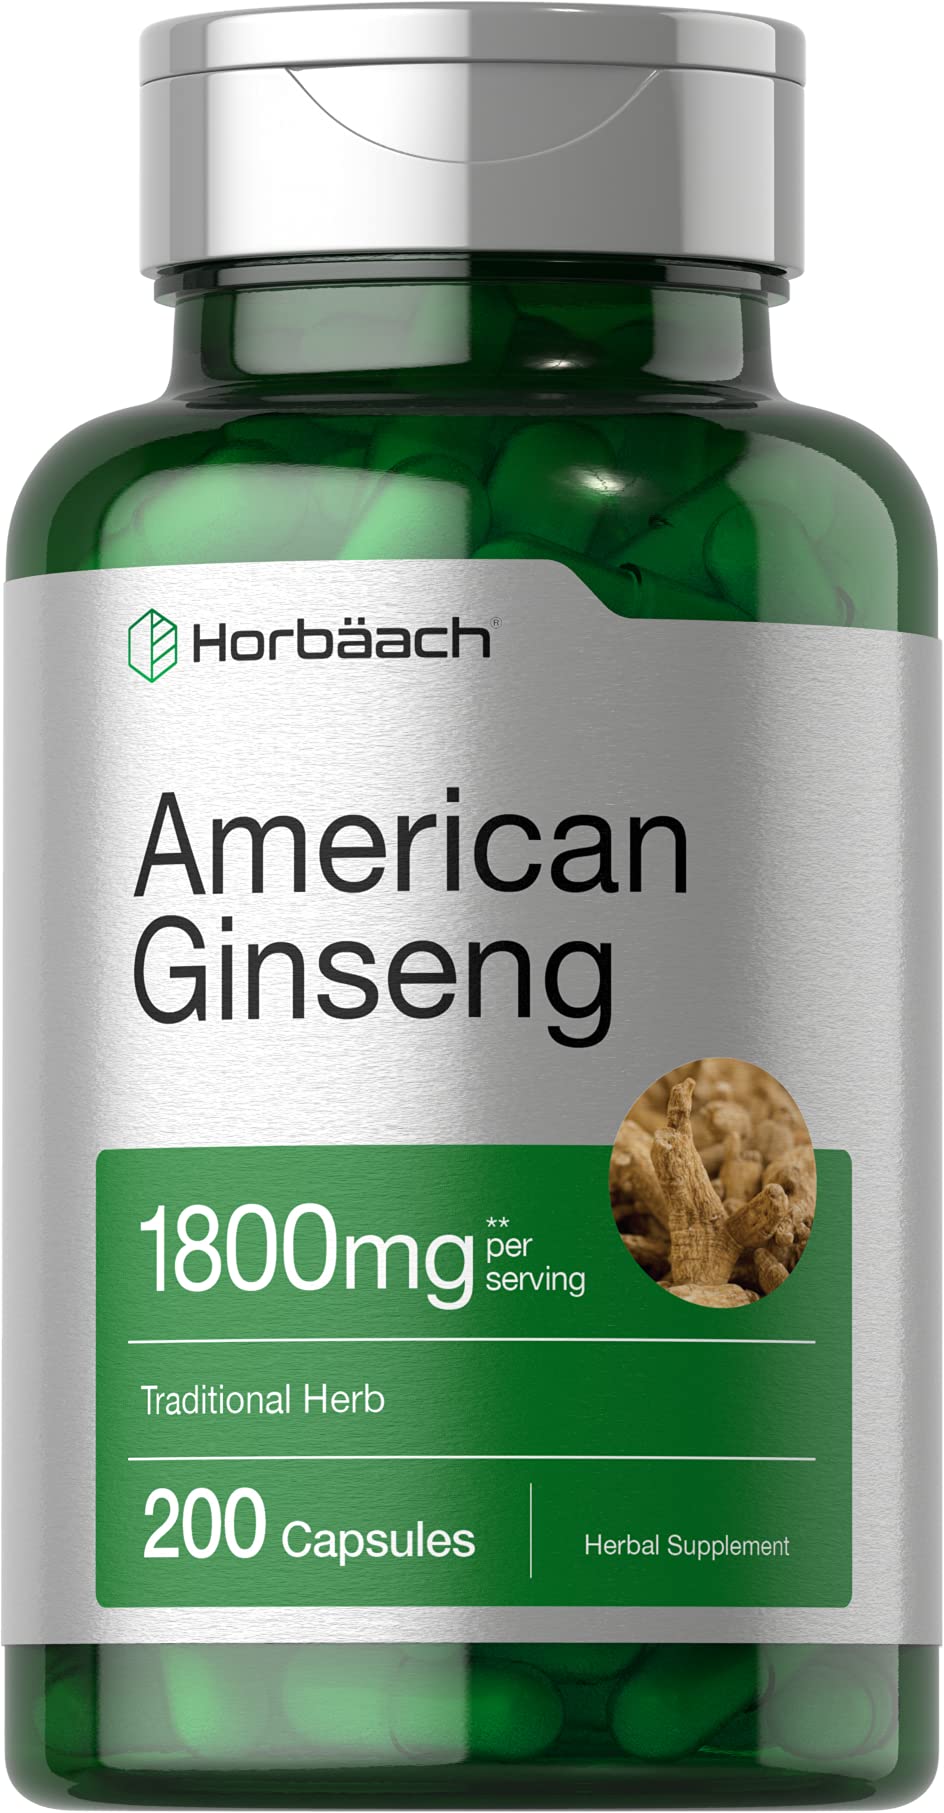 Horbäach®
American
Ginseng
1800mg** per
serving
Traditional Herb
200 Capsules
Herbal Supplement